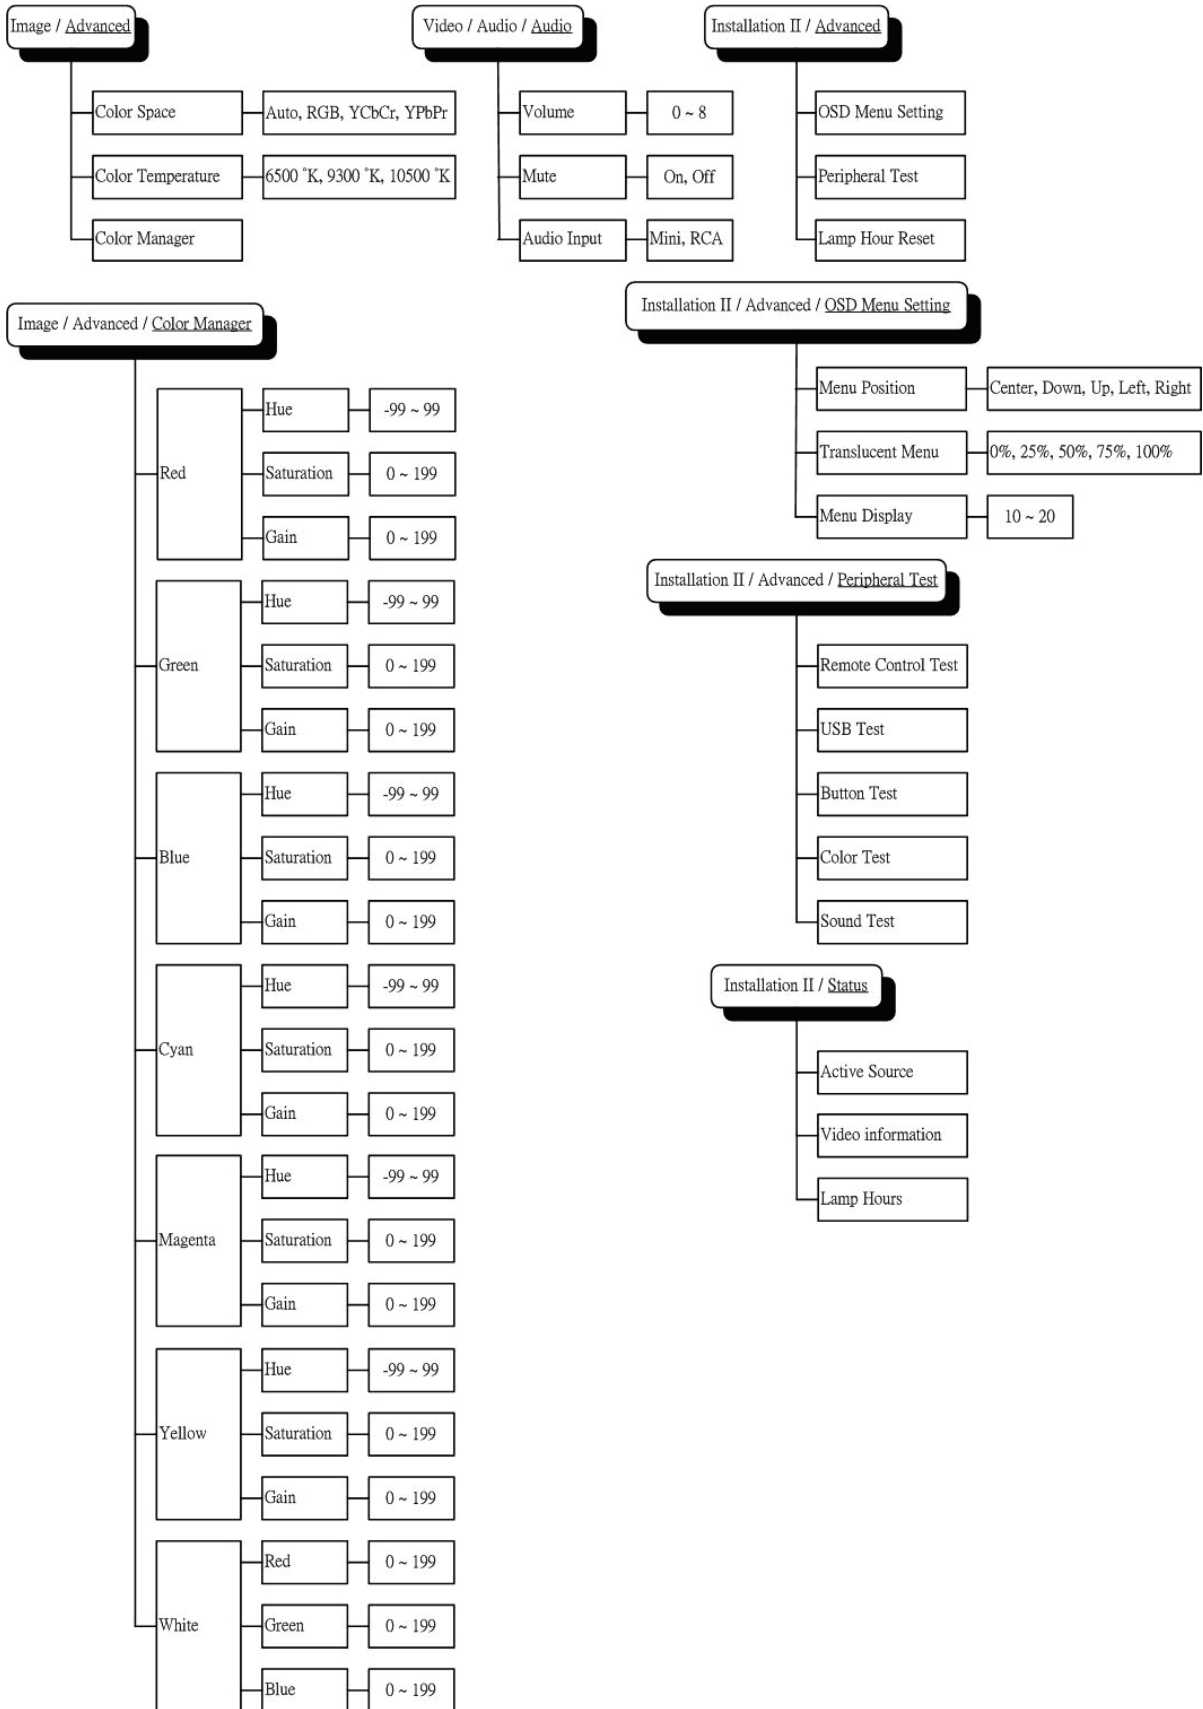 Image / Advanced
Color Space
Auto, RGB, YCbCr, YPbPr
Color Temperature
6500 ˚K, 9300 ˚K, 10500 ˚K
Color Manager
Video / Audio / Audio
Volume
0 ~ 8
Mute
On, Off
Audio Input
Mini, RCA
Installation II / Advanced
OSD Menu Setting
Peripheral Test
Lamp Hour Reset
Image / Advanced / Color Manager
Red
Hue
-99 ~ 99
Saturation
0 ~ 199
Gain
0 ~ 199
Green
Hue
-99 ~ 99
Saturation
0 ~ 199
Gain
0 ~ 199
Blue
Hue
-99 ~ 99
Saturation
0 ~ 199
Gain
0 ~ 199
Cyan
Hue
-99 ~ 99
Saturation
0 ~ 199
Gain
0 ~ 199
Magenta
Hue
-99 ~ 99
Saturation
0 ~ 199
Gain
0 ~ 199
Yellow
Hue
-99 ~ 99
Saturation
0 ~ 199
Gain
0 ~ 199
White
Red
0 ~ 199
Green
0 ~ 199
Blue
0 ~ 199
Installation II / Advanced / OSD Menu Setting
Menu Position
Center, Down, Up, Left, Right
Translucent Menu
0%, 25%, 50%, 75%, 100%
Menu Display
10 ~ 20
Installation II / Advanced / Peripheral Test
Remote Control Test
USB Test
Button Test
Color Test
Sound Test
Installation II / Status
Active Source
Video information
Lamp Hours